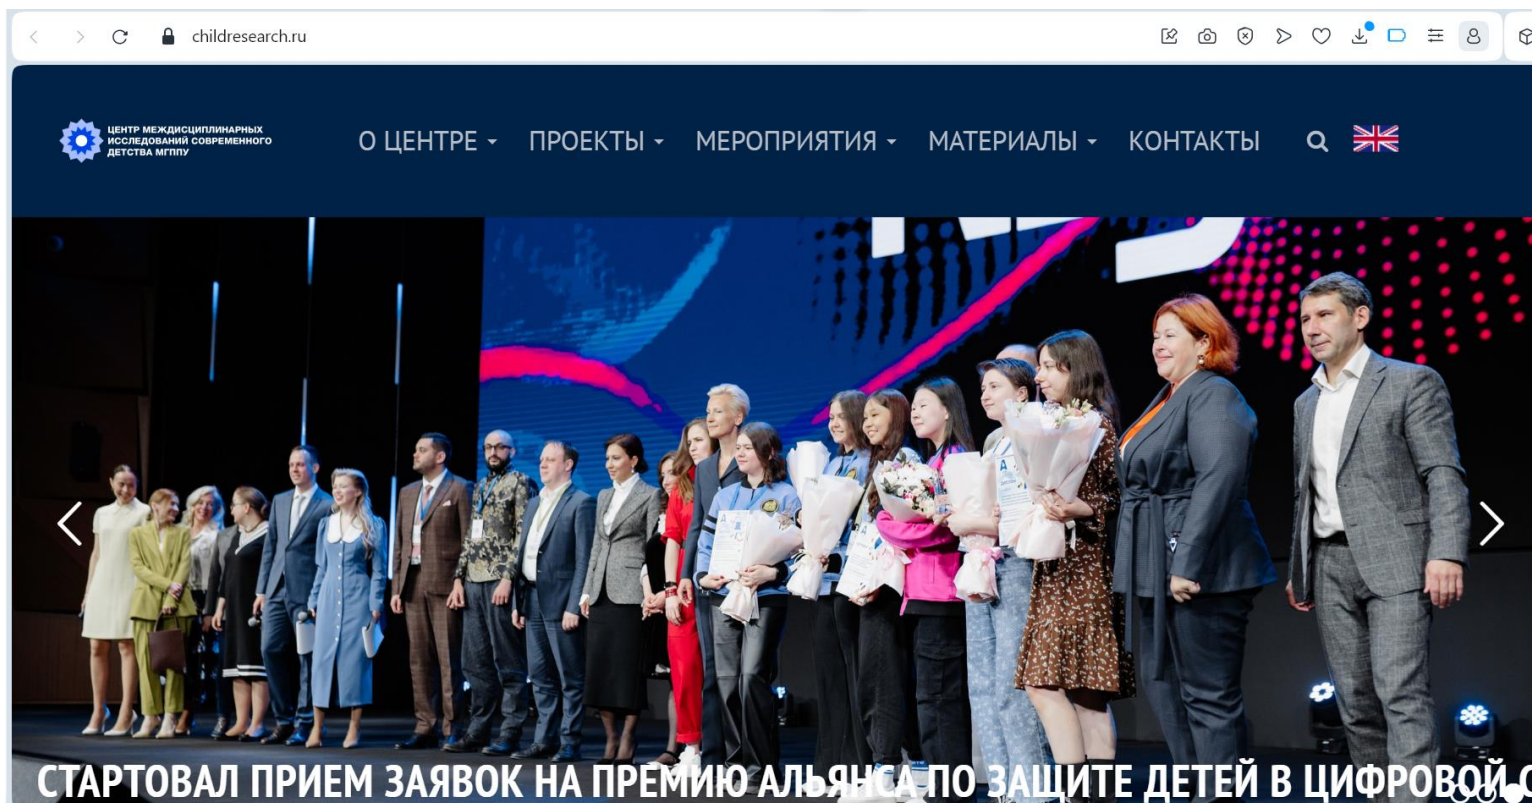 childresearch.ru
ЦЕНТР МЕЖДИСЦИПЛИНАРНЫХ
ИССЛЕДОВАНИЙ СОВРЕМЕННОГО
ДЕТСТВА МГППУ
О ЦЕНТРЕ
ПРОЕКТЫ
МЕРОПРИЯТИЯ
МАТЕРИАЛЫ
КОНТАКТЫ
СТАРТОВАЛ ПРИЕМ ЗАЯВОК НА ПРЕМИЮ АЛЬЯНСА ПО ЗАЩИТЕ ДЕТЕЙ В ЦИФРОВОЙ